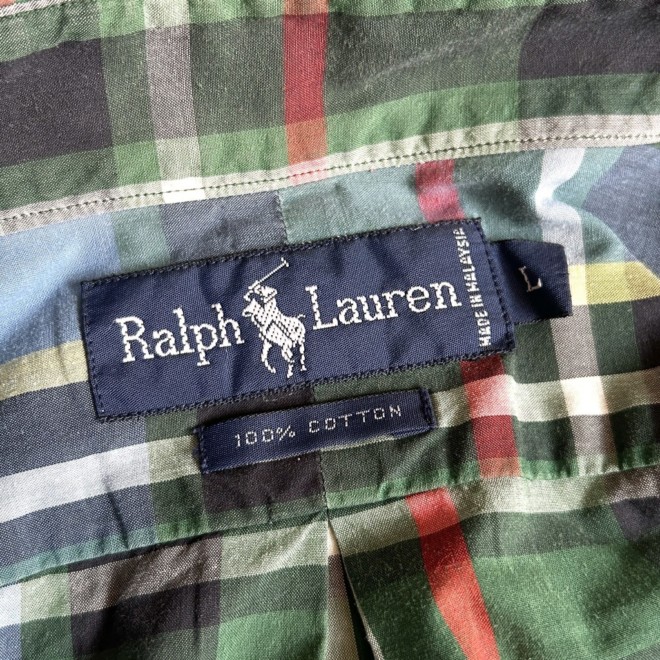 Ralph Lauren
MADE IN MALAYSIA
L
100% COTTON